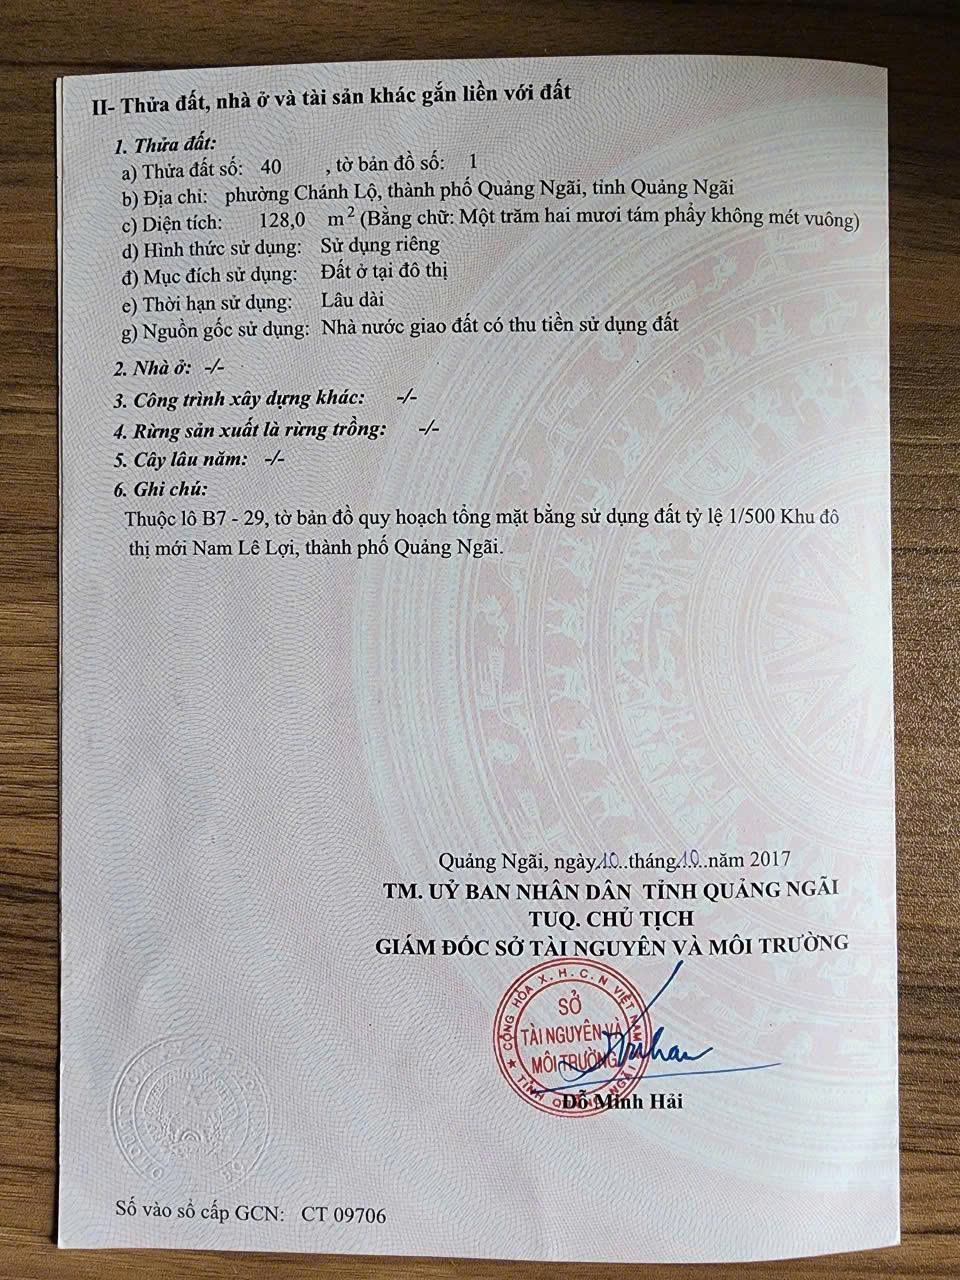 II- Thửa đất, nhà ở và tài sản khác gắn liền với đất
1. Thửa đất:
a) Thửa đất số: 40 , tờ bản đồ số: 1
b) Địa chỉ: phường Chánh Lộ, thành phố Quảng Ngãi, tỉnh Quảng Ngãi
c) Diện tích: 128,0 m² (Bằng chữ: Một trăm hai mươi tám phẩy không mét vuông)
d) Hình thức sử dụng: Sử dụng riêng
đ) Mục đích sử dụng: Đất ở tại đô thị
e) Thời hạn sử dụng: Lâu dài
g) Nguồn gốc sử dụng: Nhà nước giao đất có thu tiền sử dụng đất
2. Nhà ở: -/-
3. Công trình xây dựng khác: -/-
4. Rừng sản xuất là rừng trồng: -/-
5. Cây lâu năm: -/-
6. Ghi chú:
Thuộc lô B7 - 29, tờ bản đồ quy hoạch tổng mặt bằng sử dụng đất tỷ lệ 1/500 Khu đô
thị mới Nam Lê Lợi, thành phố Quảng Ngãi.
Quảng Ngãi, ngày 10 tháng 10 năm 2017
TM. UỶ BAN NHÂN DÂN TỈNH QUẢNG NGÃI
TUQ. CHỦ TỊCH
GIÁM ĐỐC SỞ TÀI NGUYÊN VÀ MÔI TRƯỜNG
CỘNG HÒA X.H.C.N VIỆT NAM
SỞ
TÀI NGUYÊN VÀ
MÔI TRƯỜNG
TỈNH QUẢNG NGÃI
Đỗ Minh Hải
Số vào sổ cấp GCN: CT 09706